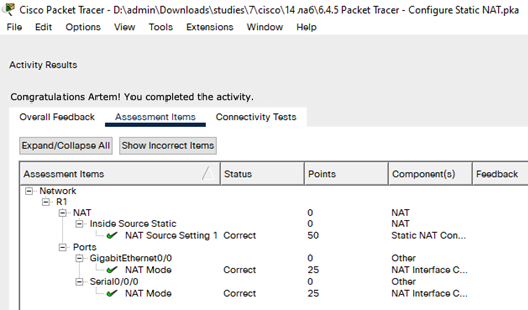 Cisco Packet Tracer - D:\admin\Downloads\studies\7\cisco\14 лаб\6.4.5 Packet Tracer - Configure Static NAT.pka
File Edit Options View Tools Extensions Window Help
Activity Results
Congratulations Artem! You completed the activity.
Overall Feedback Assessment Items Connectivity Tests
Expand/Collapse All Show Incorrect Items
Assessment Items Status Points Component(s) Feedback
Network
R1
NAT 0 NAT
Inside Source Static 0 NAT
NAT Source Setting 1 Correct 50 Static NAT Con...
Ports 0 Other
GigabitEthernet0/0 0 Other
NAT Mode Correct 25 NAT Interface C...
Serial0/0/0 0 Other
NAT Mode Correct 25 NAT Interface C...